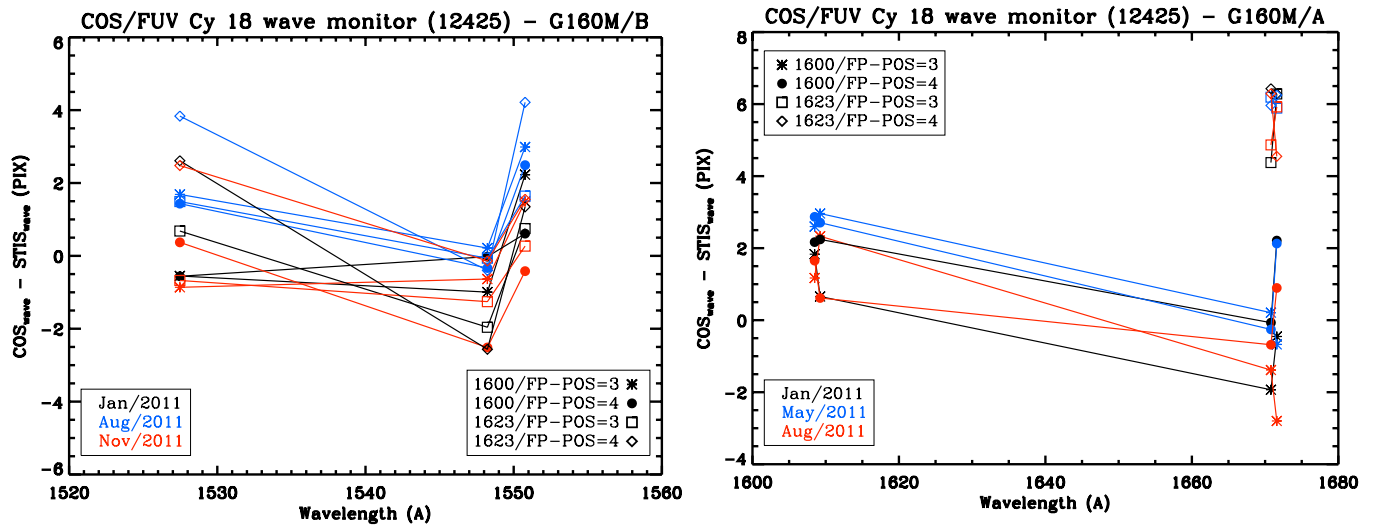 COS/FUV Cy 18 wave monitor (12425) - G160M/B
6
4
2
0
-2
-4
-6
COSwave - STISwave (PIX)
Jan/2011
Aug/2011
Nov/2011
1600/FP-POS=3
1600/FP-POS=4
1623/FP-POS=3
1623/FP-POS=4
1520 1530 1540 1550 1560
Wavelength (A)
COS/FUV Cy 18 wave monitor (12425) - G160M/A
8
6
4
2
0
-2
-4
COSwave - STISwave (PIX)
1600/FP-POS=3
1600/FP-POS=4
1623/FP-POS=3
1623/FP-POS=4
Jan/2011
May/2011
Aug/2011
1600 1620 1640 1660 1680
Wavelength (A)